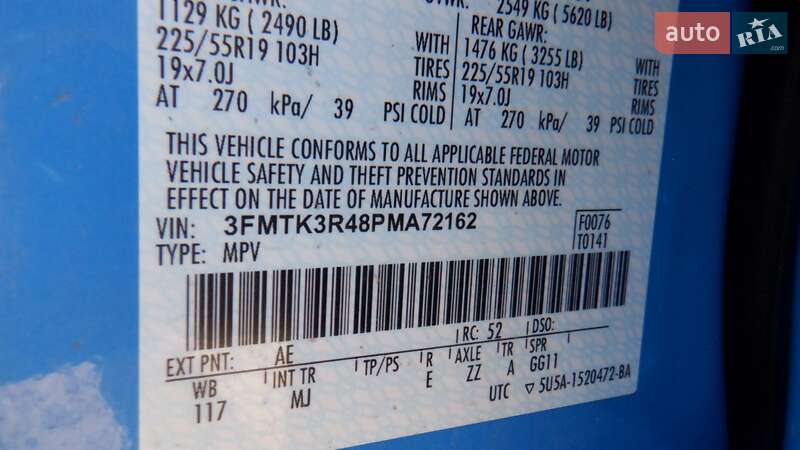 1129 KG ( 2490 LB)
225/55R19 103H WITH TIRES
19x7.0J RIMS
AT 270 kPa/ 39 PSI COLD
2549 KG ( 5620 LB)
REAR GAWR:
1476 KG ( 3255 LB) WITH
225/55R19 103H TIRES
19x7.0J RIMS
AT 270 kPa/ 39 PSI COLD
THIS VEHICLE CONFORMS TO ALL APPLICABLE FEDERAL MOTOR
VEHICLE SAFETY AND THEFT PREVENTION STANDARDS IN
EFFECT ON THE DATE OF MANUFACTURE SHOWN ABOVE.
VIN: 3FMTK3R48PMA72162
F0076
TYPE: MPV
T0141
EXT PNT: AE RC: 52 DSO:
WB INT TR TP/PS R AXLE TR SPR
117 MJ E ZZ A GG11
UTC ▽ 5U5A-1520472-BA
auto RIA
.com